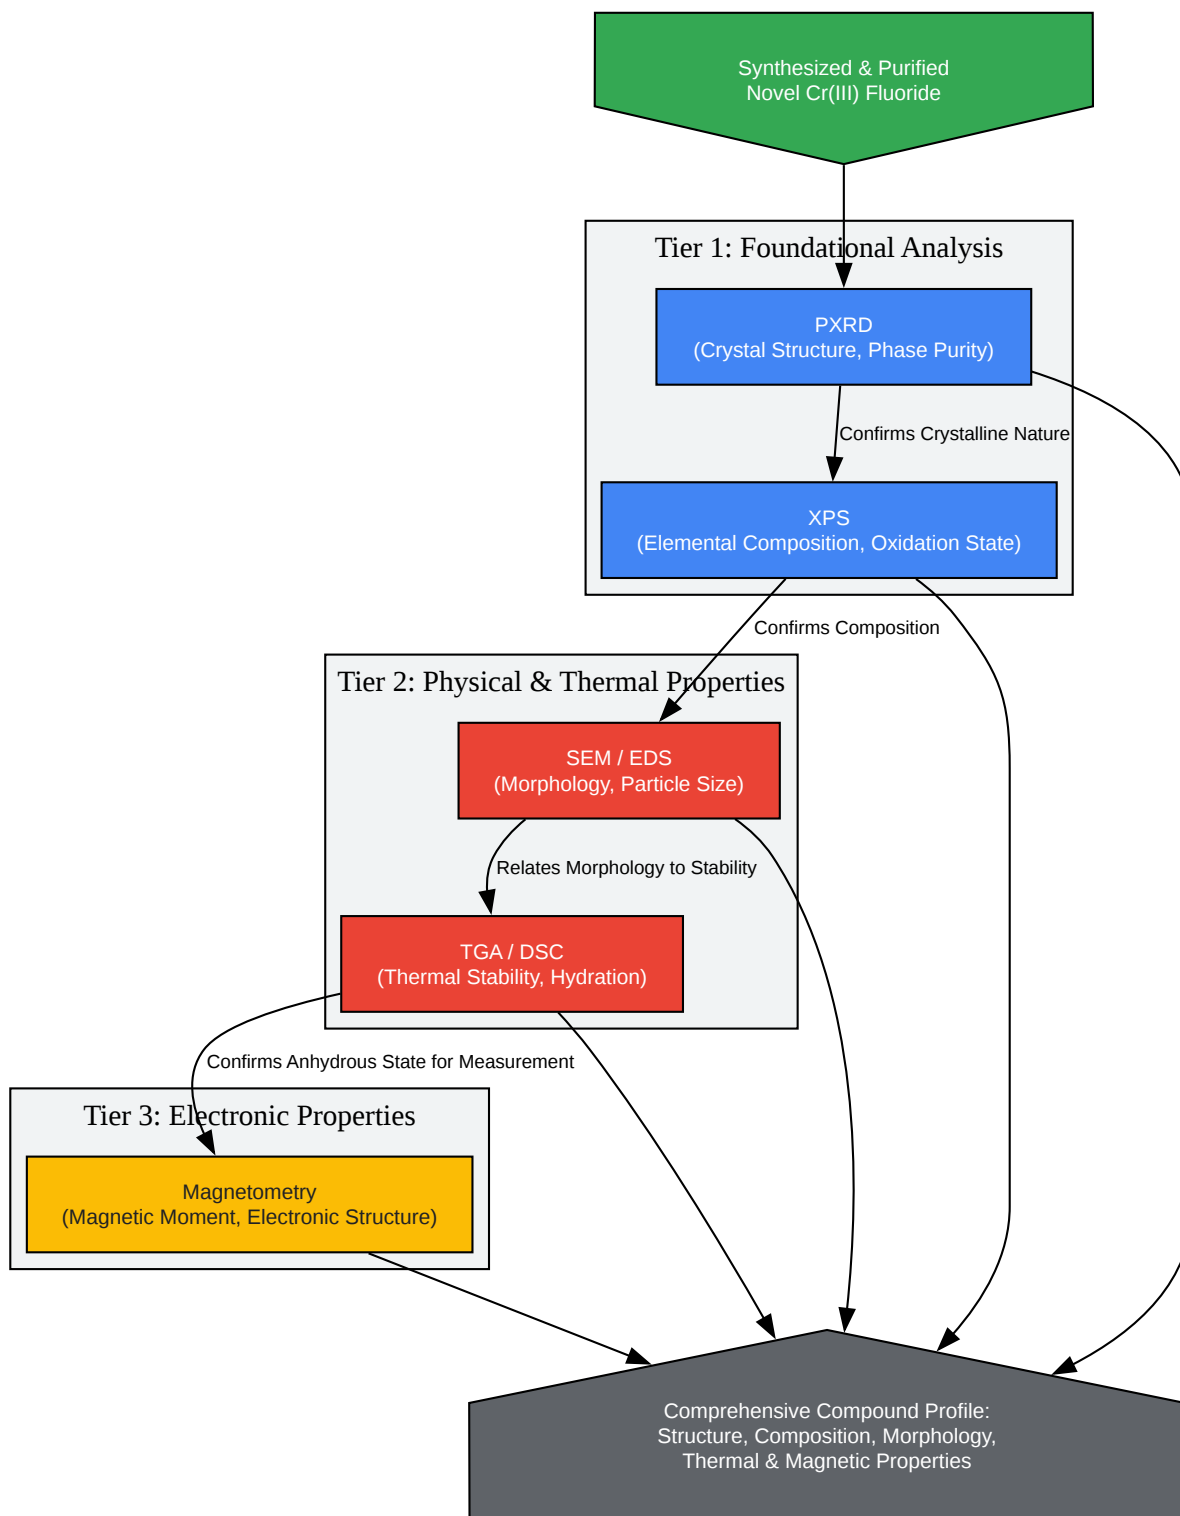 Synthesized & Purified
Novel Cr(III) Fluoride
Tier 1: Foundational Analysis
PXRD
(Crystal Structure, Phase Purity)
Confirms Crystalline Nature
XPS
(Elemental Composition, Oxidation State)
Confirms Composition
Tier 2: Physical & Thermal Properties
SEM / EDS
(Morphology, Particle Size)
Relates Morphology to Stability
TGA / DSC
(Thermal Stability, Hydration)
Confirms Anhydrous State for Measurement
Tier 3: Electronic Properties
Magnetometry
(Magnetic Moment, Electronic Structure)
Comprehensive Compound Profile:
Structure, Composition, Morphology,
Thermal & Magnetic Properties